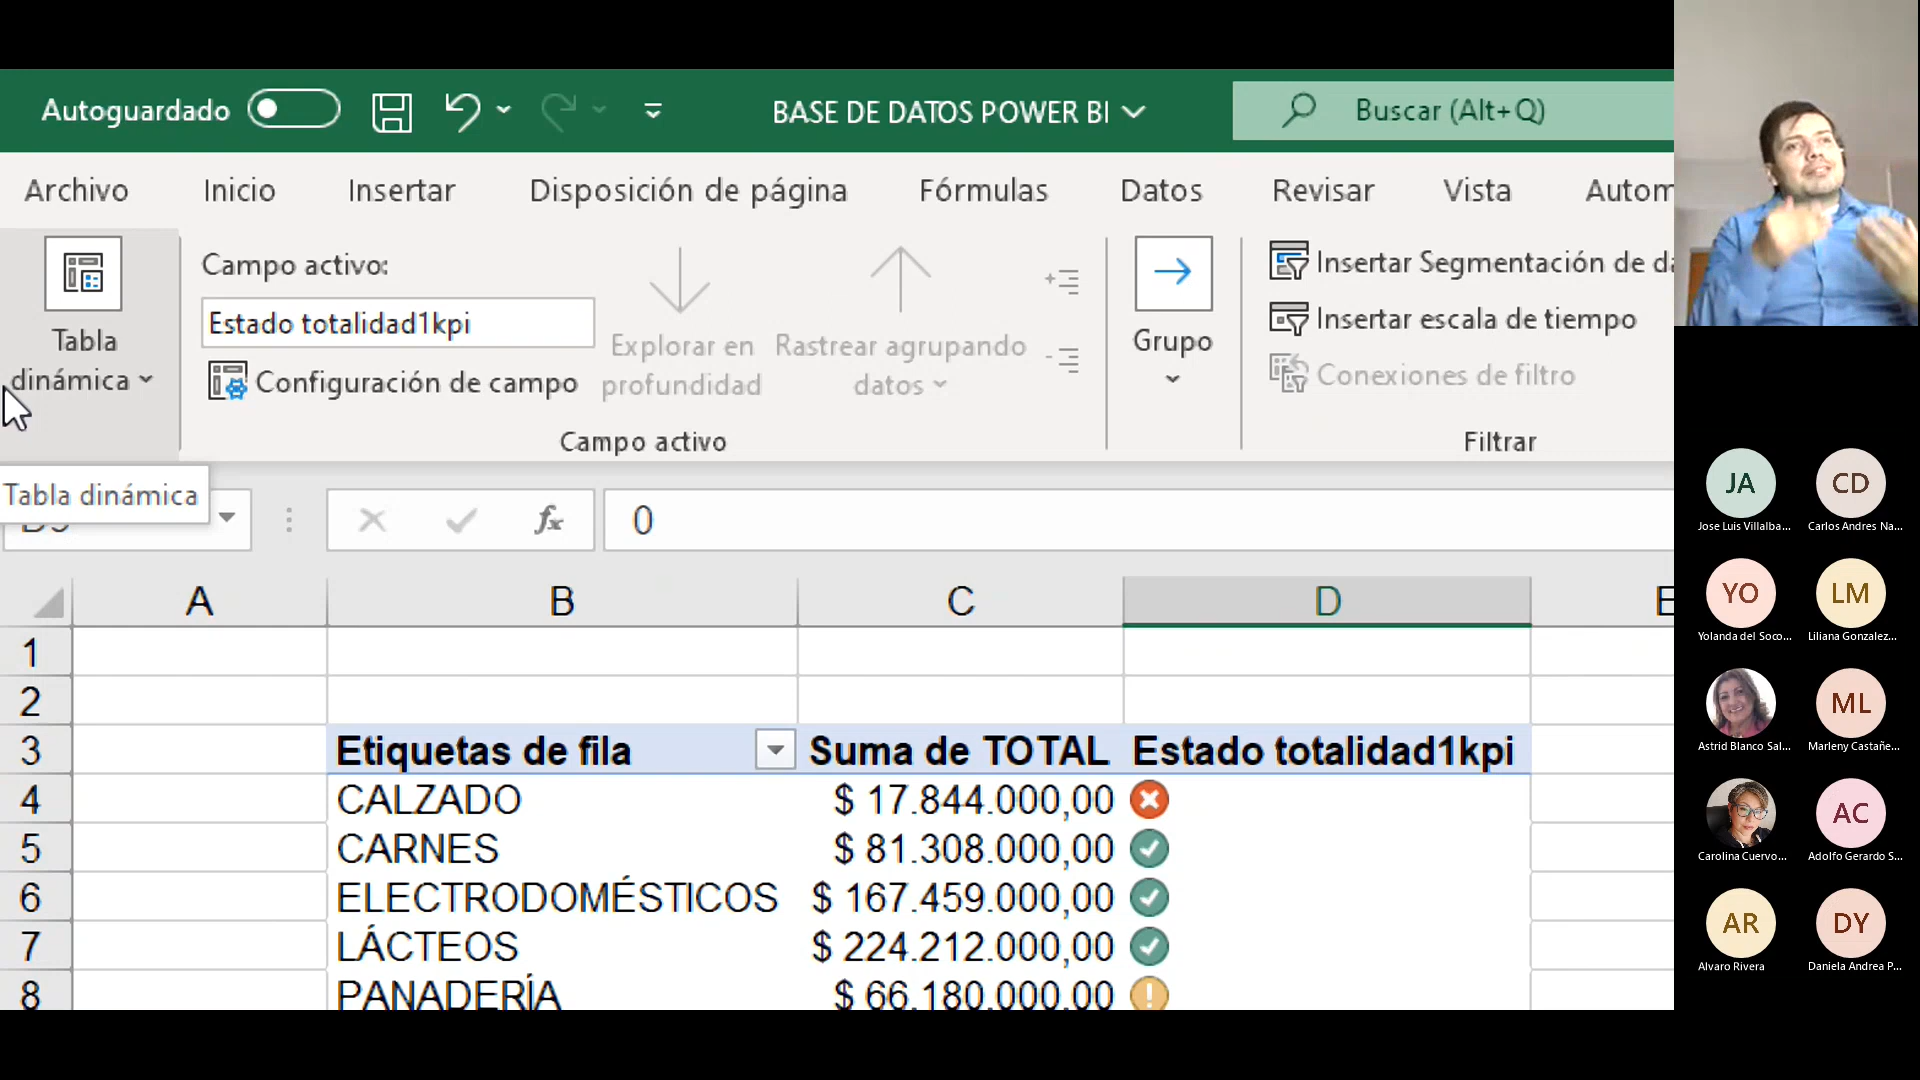 Autoguardado
BASE DE DATOS POWER BI
Buscar (Alt+Q)
Archivo Inicio Insertar Disposición de página Fórmulas Datos Revisar Vista Autom
Tabla dinámica
Campo activo:
Estado totalidad1kpi
Configuración de campo
Explorar en profundidad
Rastrear agrupando datos
Campo activo
Grupo
Insertar Segmentación de da
Insertar escala de tiempo
Conexiones de filtro
Filtrar
Tabla dinámica
fx 0
A B C D E
1
2
3 Etiquetas de fila Suma de TOTAL Estado totalidad1kpi
4 CALZADO $ 17.844.000,00
5 CARNES $ 81.308.000,00
6 ELECTRODOMÉSTICOS $ 167.459.000,00
7 LÁCTEOS $ 224.212.000,00
8 PANADERÍA $ 66.180.000,00
JA CD
Jose Luis Villalba... Carlos Andres Na...
YO LM
Yolanda del Soco... Liliana Gonzalez...
ML
Astrid Blanco Sal... Marleny Castañe...
AC
Carolina Cuervo... Adolfo Gerardo S...
AR DY
Alvaro Rivera Daniela Andrea P...